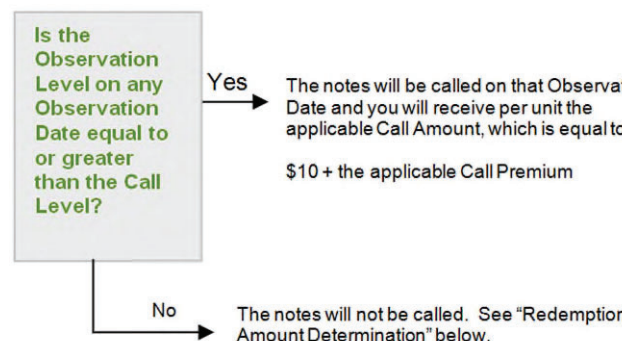 Is the
Observation
Level on any
Observation
Date equal to
or greater
than the Call
Level?
Yes
The notes will be called on that Observat
Date and you will receive per unit the
applicable Call Amount, which is equal to
$10 + the applicable Call Premium
No
The notes will not be called. See “Redemption
Amount Determination” below.